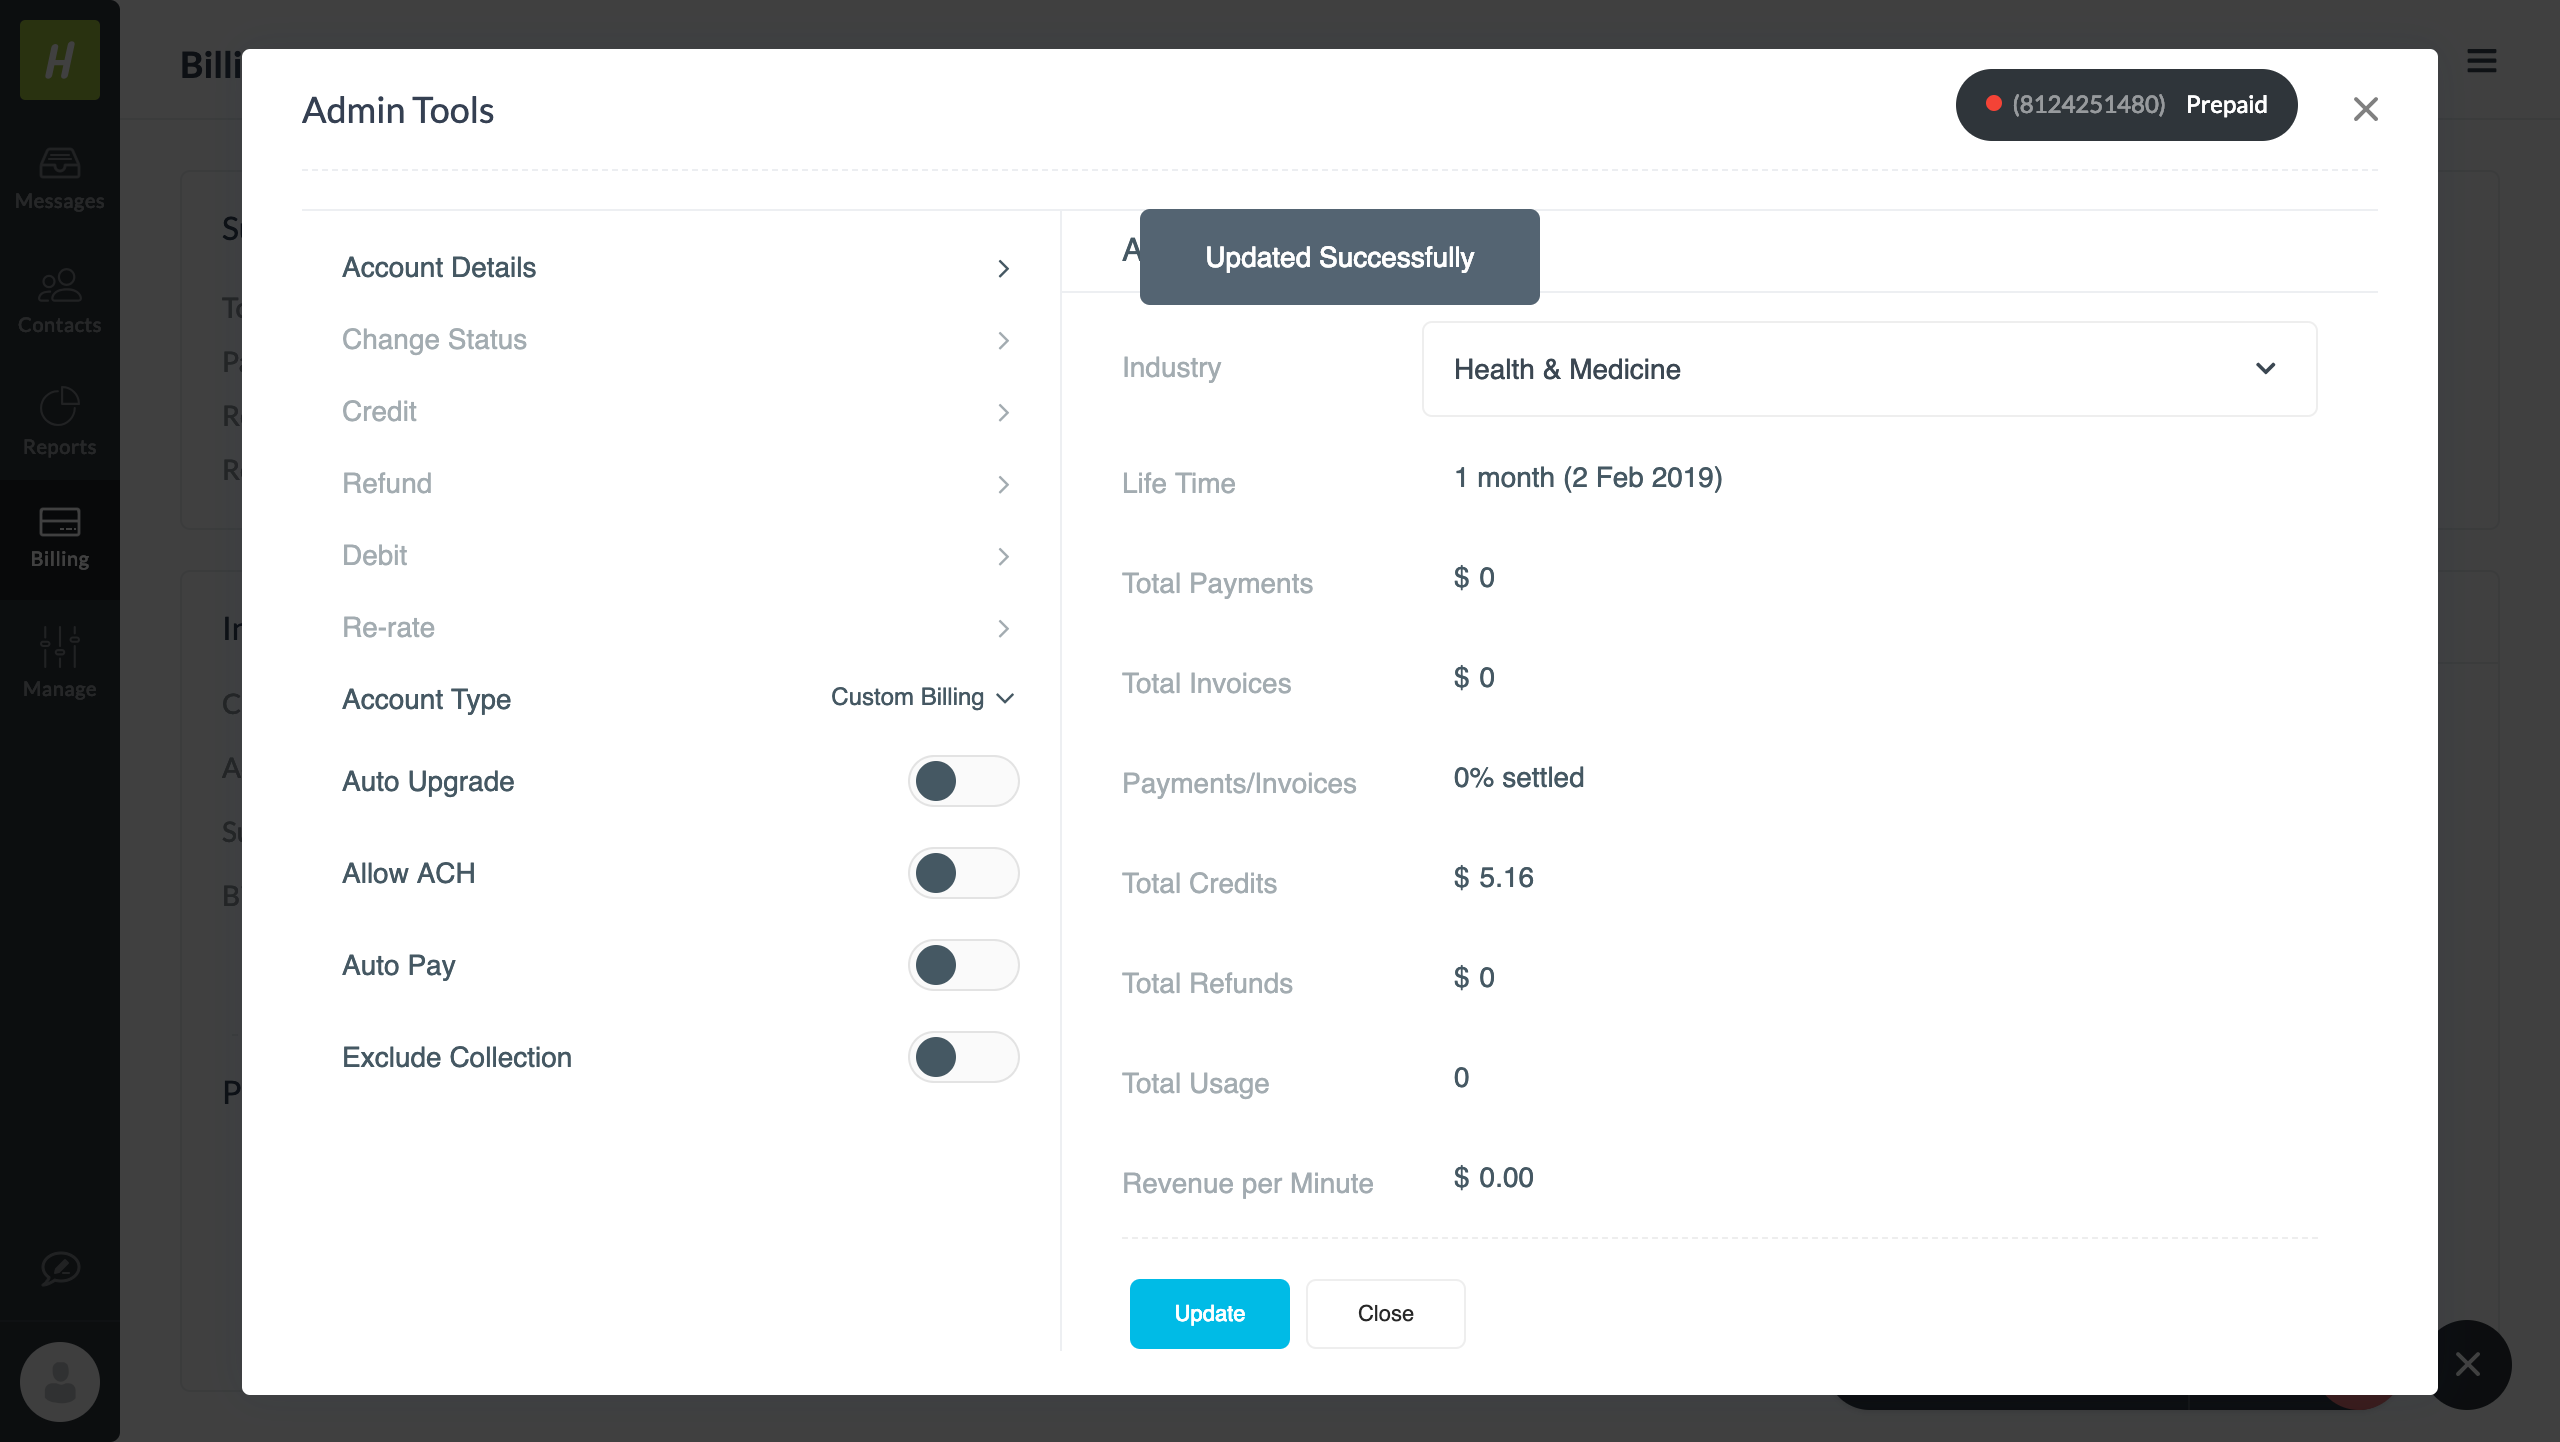 H
Billi
Admin Tools
(8124251480) Prepaid
Messages
Contacts
Reports
Billing
Manage
Account Details
Change Status
Credit
Refund
Debit
Re-rate
Account Type
Custom Billing
Auto Upgrade
Allow ACH
Auto Pay
Exclude Collection
Updated Successfully
Industry
Health & Medicine
Life Time
1 month (2 Feb 2019)
Total Payments
$ 0
Total Invoices
$ 0
Payments/Invoices
0% settled
Total Credits
$ 5.16
Total Refunds
$ 0
Total Usage
0
Revenue per Minute
$ 0.00
Update
Close